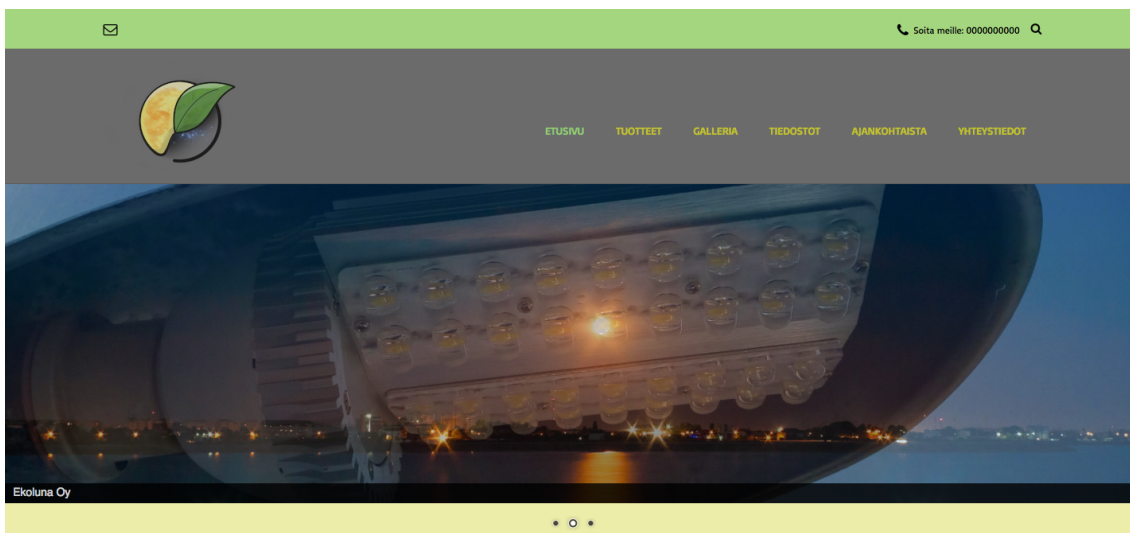 Soita meille: 0000000000
ETUSIVU TUOTTEET GALLERIA TIEDOSTOT AJANKOHTAISTA YHTEYSTIEDOT
Ekoluna Oy